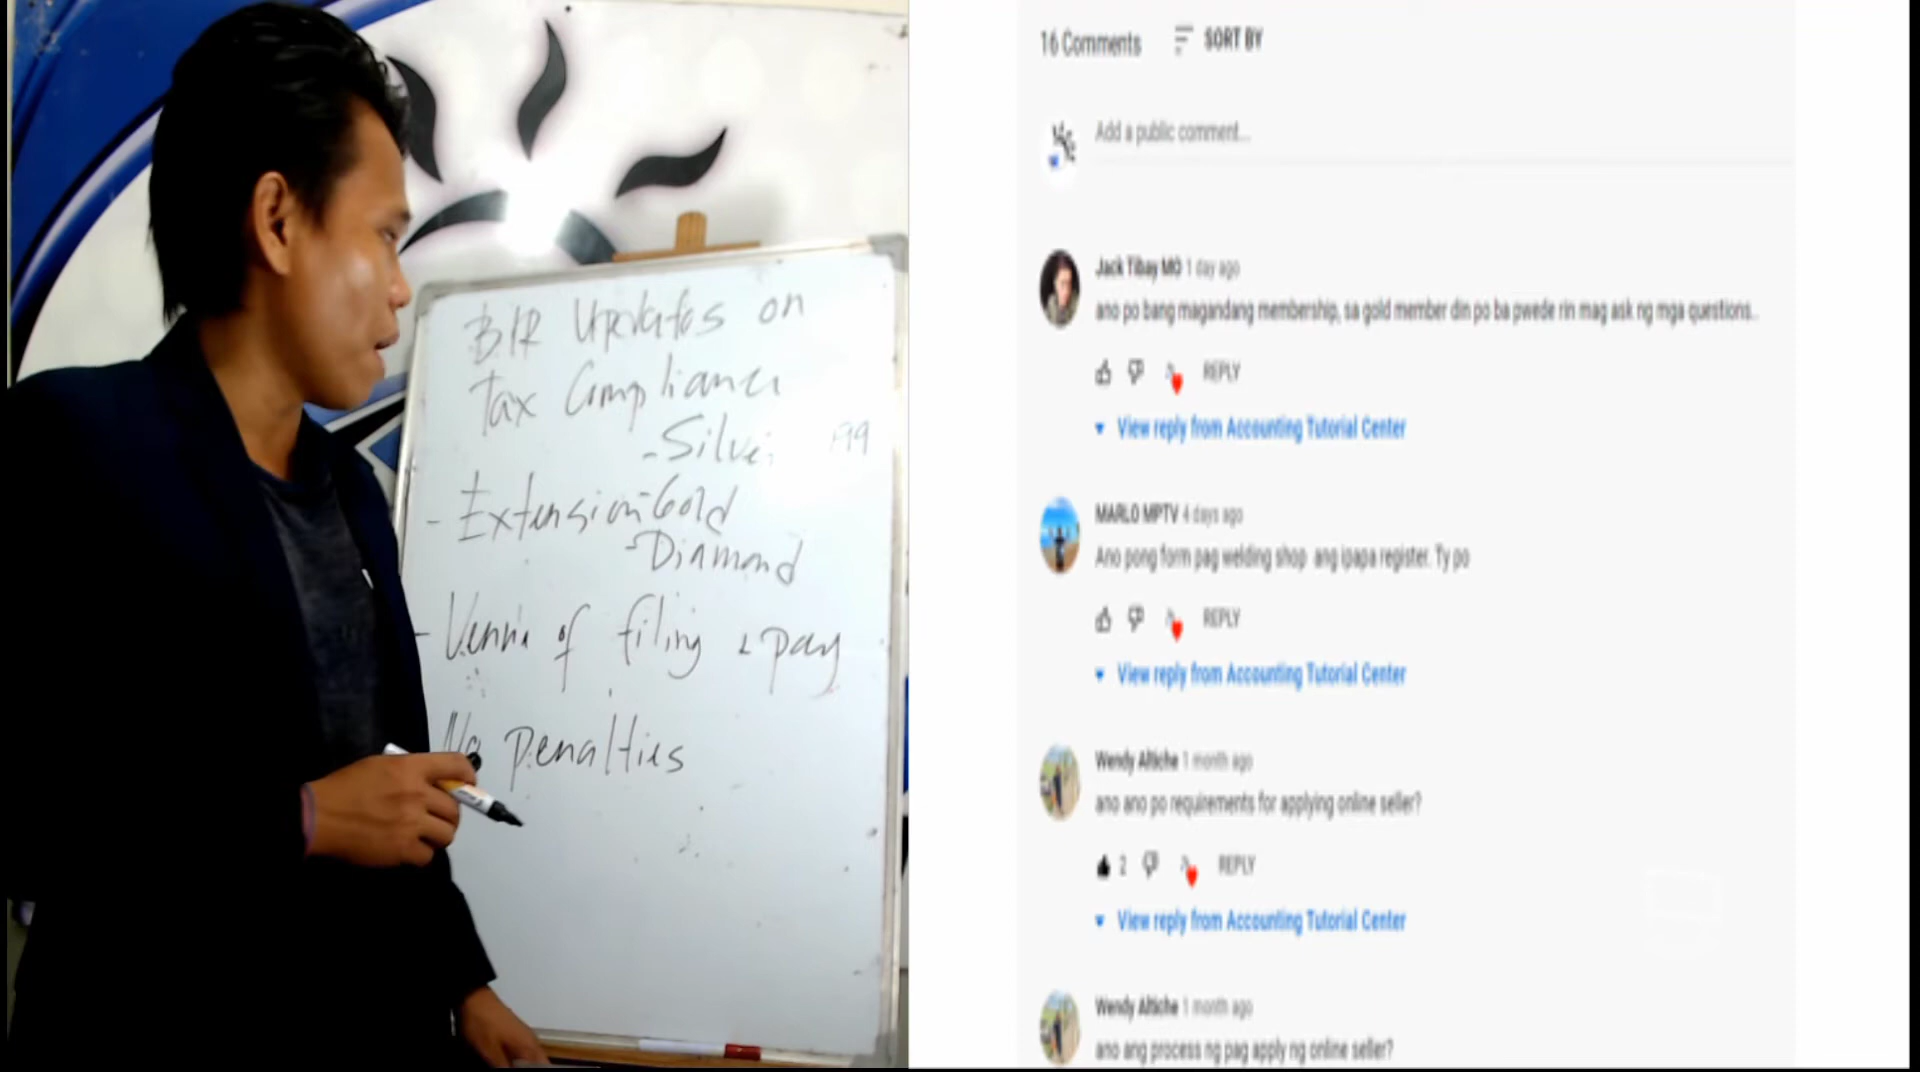 BIR Updates on
Tax Compliance
- Silver 199
- Extension - Gold
- Diamond
- Venue of filing & pay
No penalties
16 Comments SORT BY
Add a public comment...
Jack Tibay MO 1 day ago
ano po bang magandang membership, sa gold member din po ba pwede rin mag ask ng mga questions..
REPLY
View reply from Accounting Tutorial Center
MARLO MPTV 4 days ago
Ano pong form pag welding shop ang ipapa register. Ty po
REPLY
View reply from Accounting Tutorial Center
Wendy Altiche 1 month ago
ano ano po requirements for applying online seller?
2 REPLY
View reply from Accounting Tutorial Center
Wendy Altiche 1 month ago
ano ang process ng pag apply ng online seller?